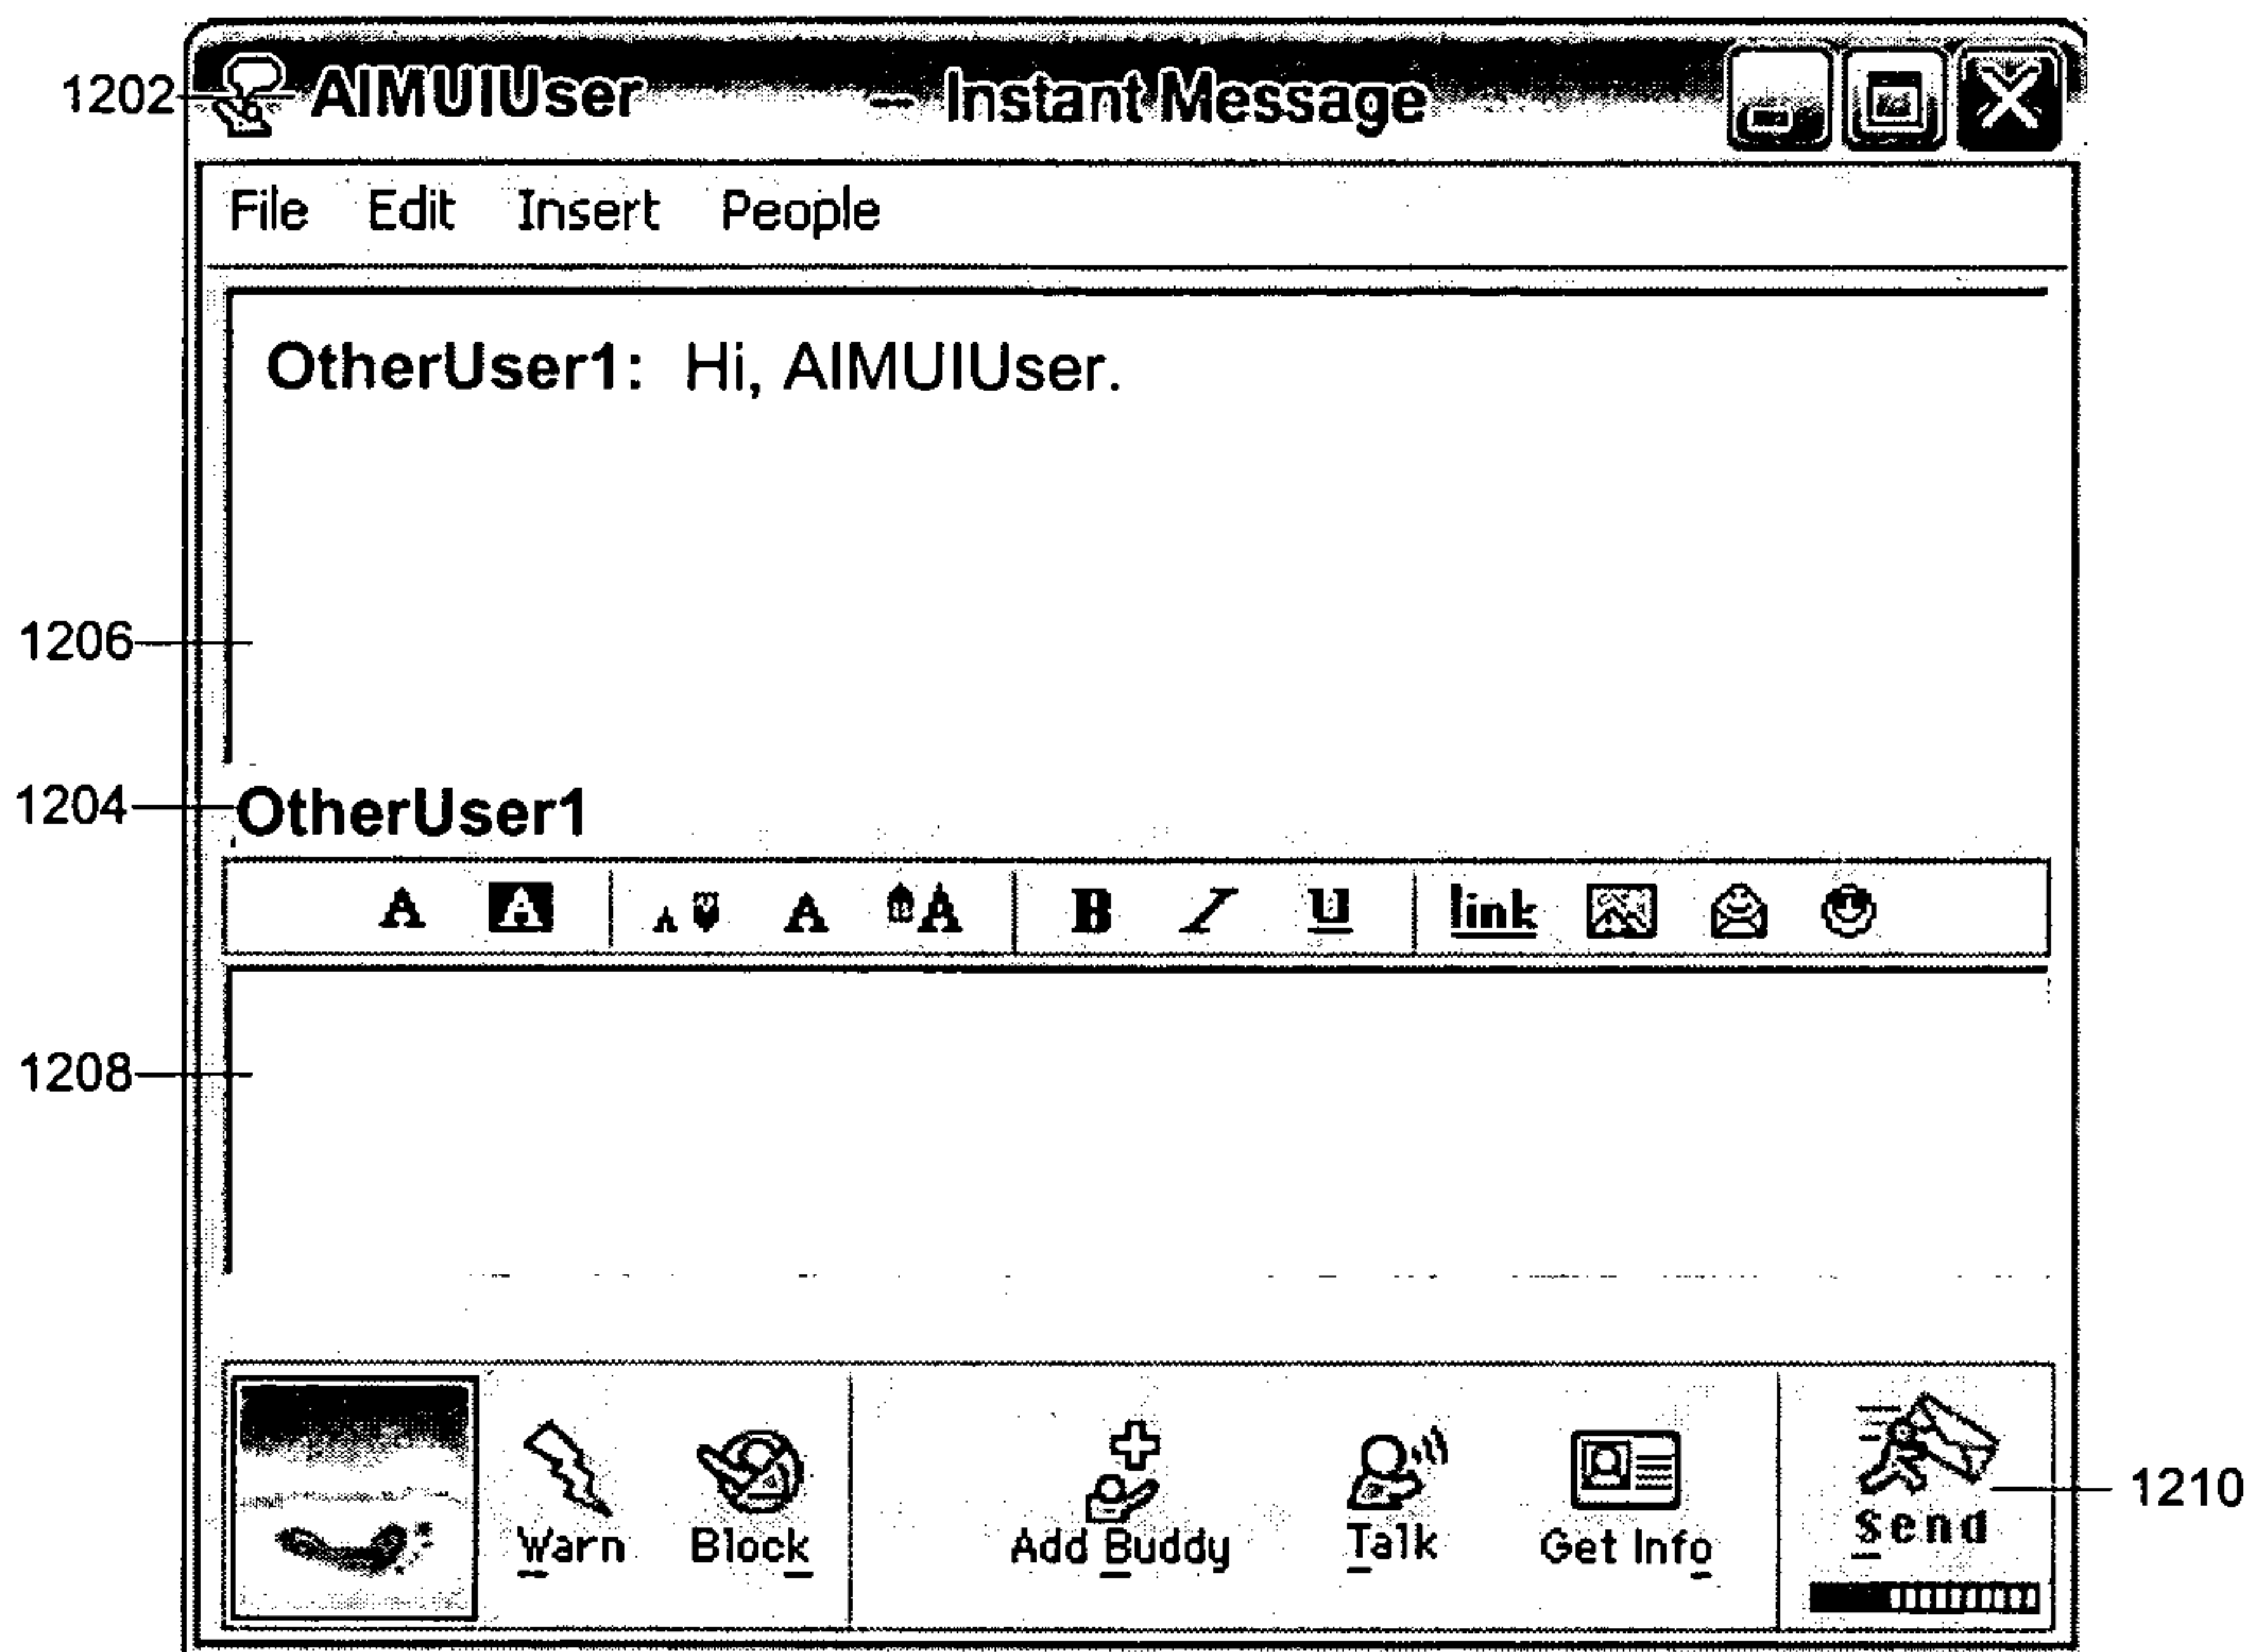 1202 AIMUIUser – Instant Message
File Edit Insert People
OtherUser1: Hi, AIMUIUser.
1206
1204 OtherUser1
A A A A A B I U link
1208
1210
Warn Block Add Buddy Talk Get Info Send